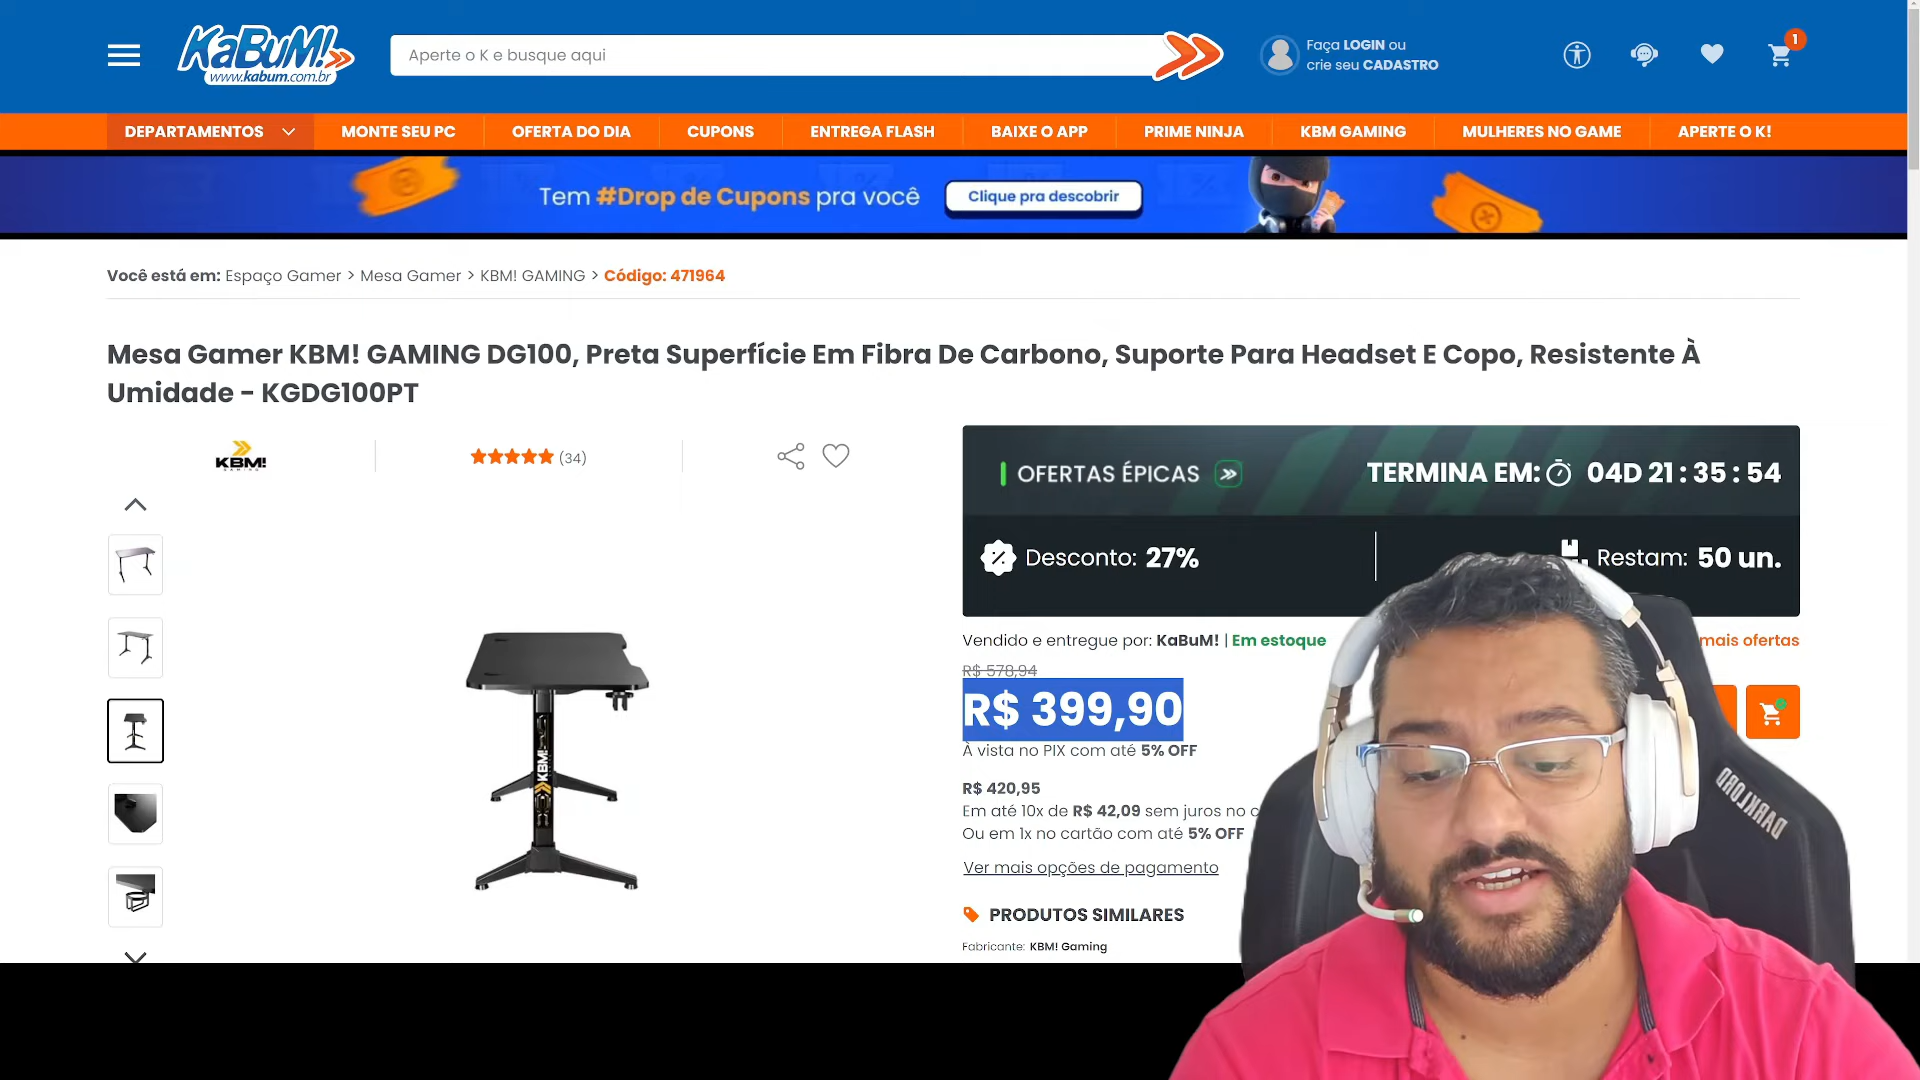 KaBuM!
www.kabum.com.br
Aperte o K e busque aqui
Faça LOGIN ou
crie seu CADASTRO
1
DEPARTAMENTOS
MONTE SEU PC
OFERTA DO DIA
CUPONS
ENTREGA FLASH
BAIXE O APP
PRIME NINJA
KBM GAMING
MULHERES NO GAME
APERTE O K!
Tem #Drop de Cupons pra você
Clique pra descobrir
Você está em: Espaço Gamer > Mesa Gamer > KBM! GAMING > Código: 471964
Mesa Gamer KBM! GAMING DG100, Preta Superfície Em Fibra De Carbono, Suporte Para Headset E Copo, Resistente À
Umidade - KGDG100PT
KBM!
GAMING
(34)
OFERTAS ÉPICAS
TERMINA EM: 04D 21 : 35 : 54
Desconto: 27%
Restam: 50 un.
Vendido e entregue por: KaBuM! | Em estoque
mais ofertas
R$ 578,94
R$ 399,90
À vista no PIX com até 5% OFF
R$ 420,95
Em até 10x de R$ 42,09 sem juros no
Ou em 1x no cartão com até 5% OFF
Ver mais opções de pagamento
PRODUTOS SIMILARES
Fabricante: KBM! Gaming
KBM!
DARKLORD